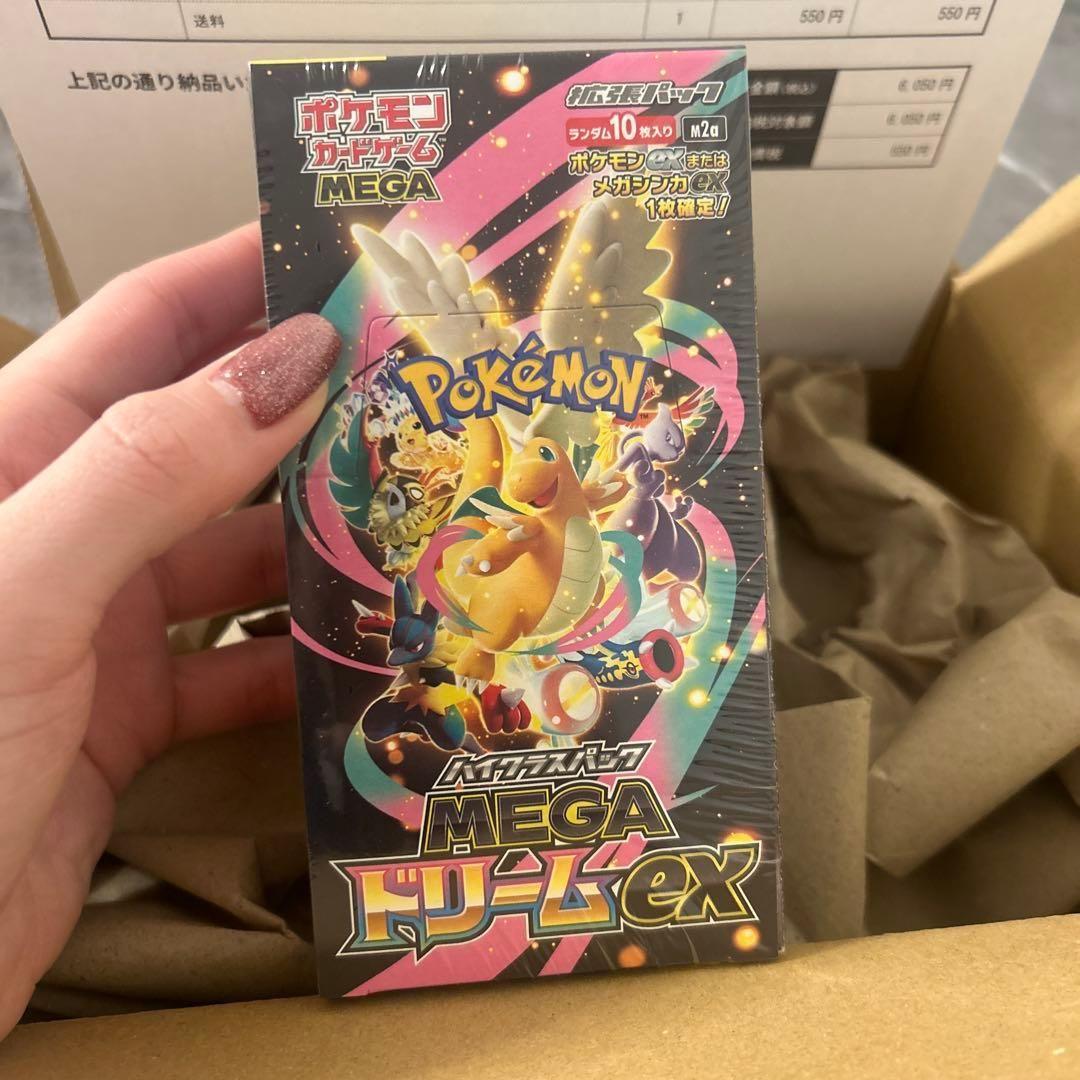 送料 1 550円 550円
上記の通り納品い
6,050円
6,050円
ポケモン
カードゲーム
MEGA
拡張パック
ランダム10枚入り M2a
ポケモンexまたは
メガシンカex
1枚確定!
POKÉMON
ハイクラスパック
MEGA
ドリームex